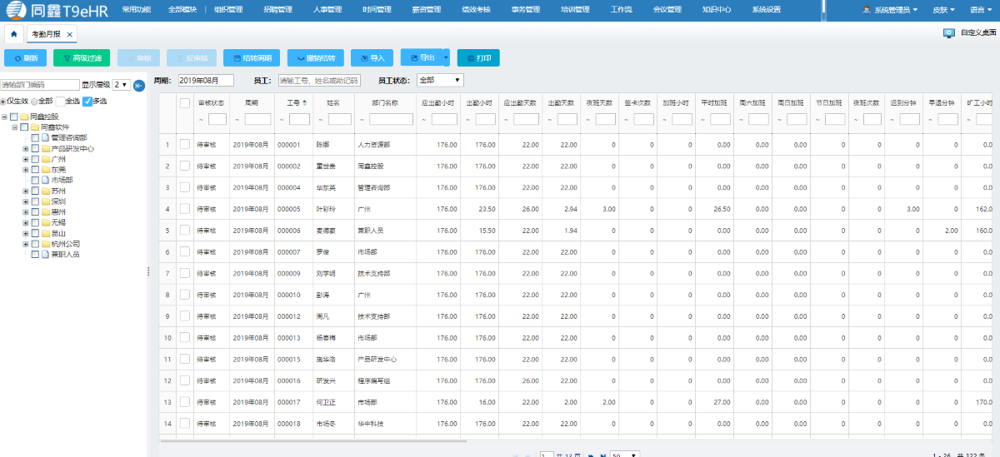 同鑫T9eHR 常用功能 全部模块 组织管理 招聘管理 人事管理 时间管理 薪资管理 绩效考核 事务管理 培训管理 工作流 会议管理 知识中心 系统设置 系统管理员 皮肤 语言
考勤月报 × 自定义桌面
刷新 高级过滤 审核 反审核 结转周期 撤销结转 导入 导出 打印
请输部门编码 显示层级 2
仅生效 全部 全选 多选
同鑫控股
同鑫软件
管理咨询部
产品研发中心
广州
东莞
市场部
苏州
深圳
惠州
无锡
昆山
杭州公司
兼职人员
周期: 2019年08月 员工: 请输工号、姓名或助记码 员工状态: 全部
审核状态 周期 工号 姓名 部门名称 应出勤小时 出勤小时 应出勤天数 出勤天数 夜班天数 签卡次数 加班小时 平时加班 周六加班 周日加班 节日加班 夜班次数 迟到分钟 早退分钟 旷工小时
~ ~ ~ ~ ~ ~ ~ ~ ~ ~ ~ ~ ~ ~ ~ ~ ~ ~ ~ ~
1 待审核 2019年08月 000001 陈娜 人力资源部 176.00 176.00 22.00 22.00 0 0 0 0.00 0.00 0.00 0.00 0 0 0 0.0
2 待审核 2019年08月 000002 童世贵 同鑫控股 176.00 176.00 22.00 22.00 0 0 0 0.00 0.00 0.00 0.00 0 0 0 0.0
3 待审核 2019年08月 000004 华东英 管理咨询部 176.00 176.00 22.00 22.00 0 0 0 0.00 0.00 0.00 0.00 0 0 0 0.0
4 待审核 2019年08月 000005 叶彩玲 广州 176.00 23.50 26.00 2.94 3.00 0 0 26.50 0.00 0.00 0.00 0 3.00 0 162.0
5 待审核 2019年08月 000006 麦德豪 兼职人员 176.00 15.50 22.00 1.94 0 0 0 0.00 0.00 0.00 0.00 0 0 2.00 160.0
6 待审核 2019年08月 000007 罗俊 市场部 176.00 176.00 22.00 22.00 0 0 0 0.00 0.00 0.00 0.00 0 0 0 0.0
7 待审核 2019年08月 000009 刘学明 技术支持部 176.00 176.00 22.00 22.00 0 0 0 0.00 0.00 0.00 0.00 0 0 0 0.0
8 待审核 2019年08月 000010 彭涛 广州 176.00 176.00 22.00 22.00 0 0 0 0.00 0.00 0.00 0.00 0 0 0 0.0
9 待审核 2019年08月 000012 周凡 技术支持部 176.00 176.00 22.00 22.00 0 0 0 0.00 0.00 0.00 0.00 0 0 0 0.0
10 待审核 2019年08月 000013 杨春梅 市场部 176.00 176.00 22.00 22.00 0 0 0 0.00 0.00 0.00 0.00 0 0 0 0.0
11 待审核 2019年08月 000015 施华浩 产品研发中心 176.00 176.00 22.00 22.00 0 0 0 0.00 0.00 0.00 0.00 0 0 0 0.0
12 待审核 2019年08月 000016 研发兴 程序编写组 176.00 176.00 26.00 22.00 0 0 0 0.00 0.00 0.00 0.00 0 0 0 0.0
13 待审核 2019年08月 000017 何卫正 市场部 176.00 16.00 22.00 2.00 2.00 0 0 27.00 0.00 0.00 0.00 0 0 0 170.0
14 待审核 2019年08月 000018 市场冬 华中科技 176.00 176.00 22.00 22.00 0 0 0 0.00 0.00 0.00 0.00 0 0 0 0.0
1 共 13 页 50 1 - 26 共 322 条